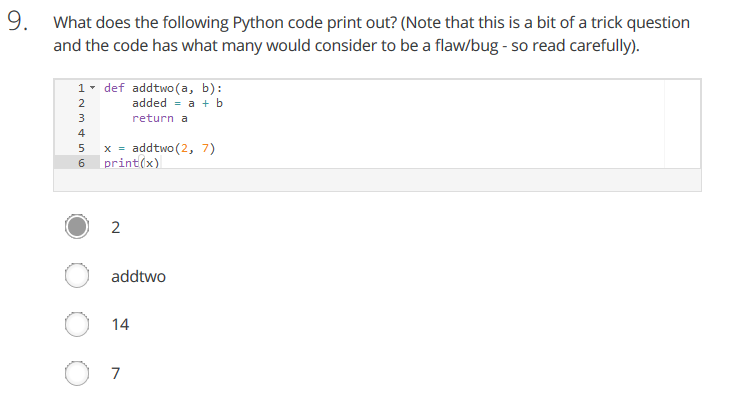 9. What does the following Python code print out? (Note that this is a bit of a trick question
and the code has what many would consider to be a flaw/bug - so read carefully).
1 def addtwo(a, b):
2     added = a + b
3     return a
4
5 x = addtwo(2, 7)
6 print(x)
2
addtwo
14
7